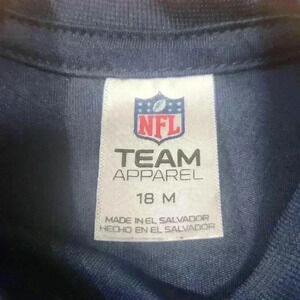 NFL
TEAM
APPAREL
18 M
MADE IN EL SALVADOR
HECHO EN EL SALVADOR